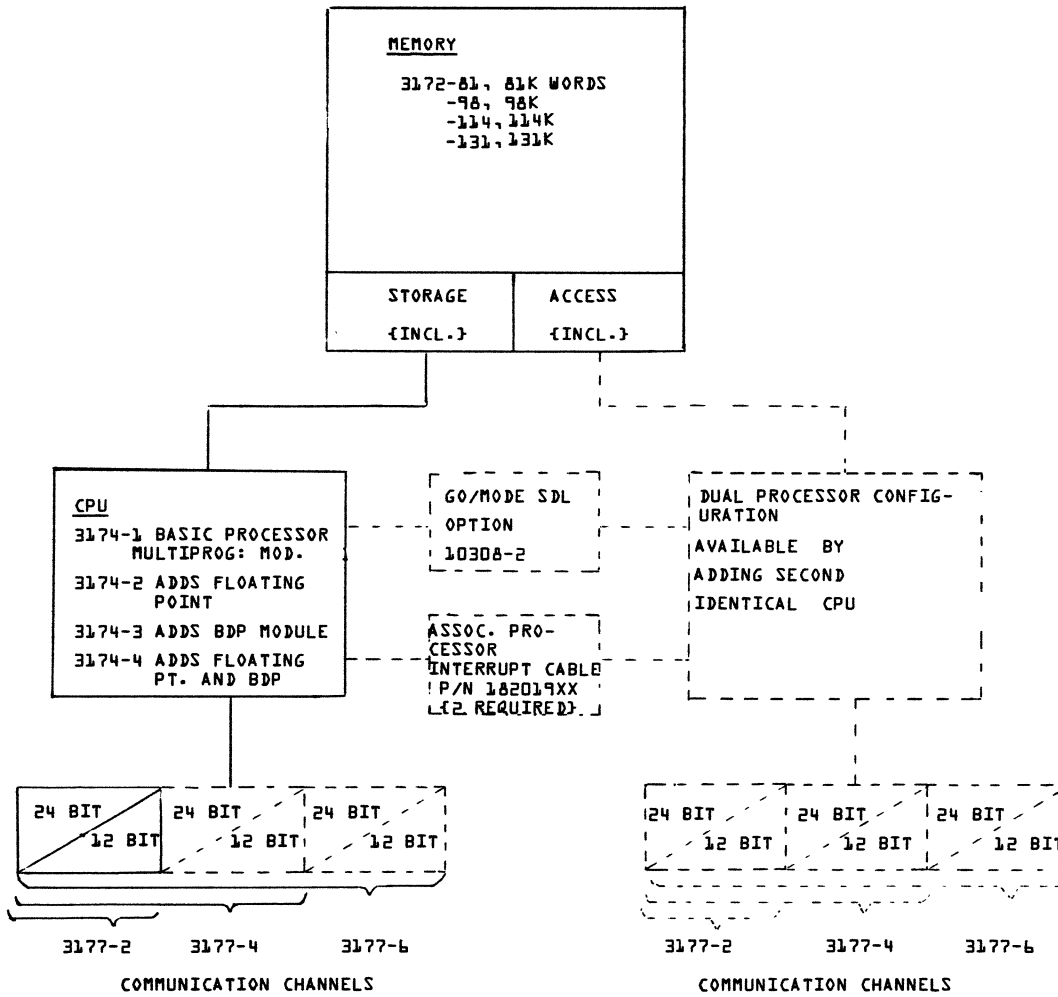 MEMORY
3172-81, 81K WORDS
-98, 98K
-114, 114K
-131, 131K
STORAGE
{INCL.}
ACCESS
{INCL.}
CPU
3174-1 BASIC PROCESSOR
MULTIPROG: MOD.
3174-2 ADDS FLOATING
POINT
3174-3 ADDS BDP MODULE
3174-4 ADDS FLOATING
PT. AND BDP
GO/MODE SDL
OPTION
10308-2
ASSOC. PRO-
CESSOR
INTERRUPT CABLE
P/N 182019XX
{2 REQUIRED}
DUAL PROCESSOR CONFIG-
URATION
AVAILABLE BY
ADDING SECOND
IDENTICAL CPU
24 BIT
12 BIT
24 BIT
12 BIT
24 BIT
12 BIT
3177-2 3177-4 3177-6
COMMUNICATION CHANNELS
24 BIT
12 BIT
24 BIT
12 BIT
24 BIT
12 BIT
3177-2 3177-4 3177-6
COMMUNICATION CHANNELS